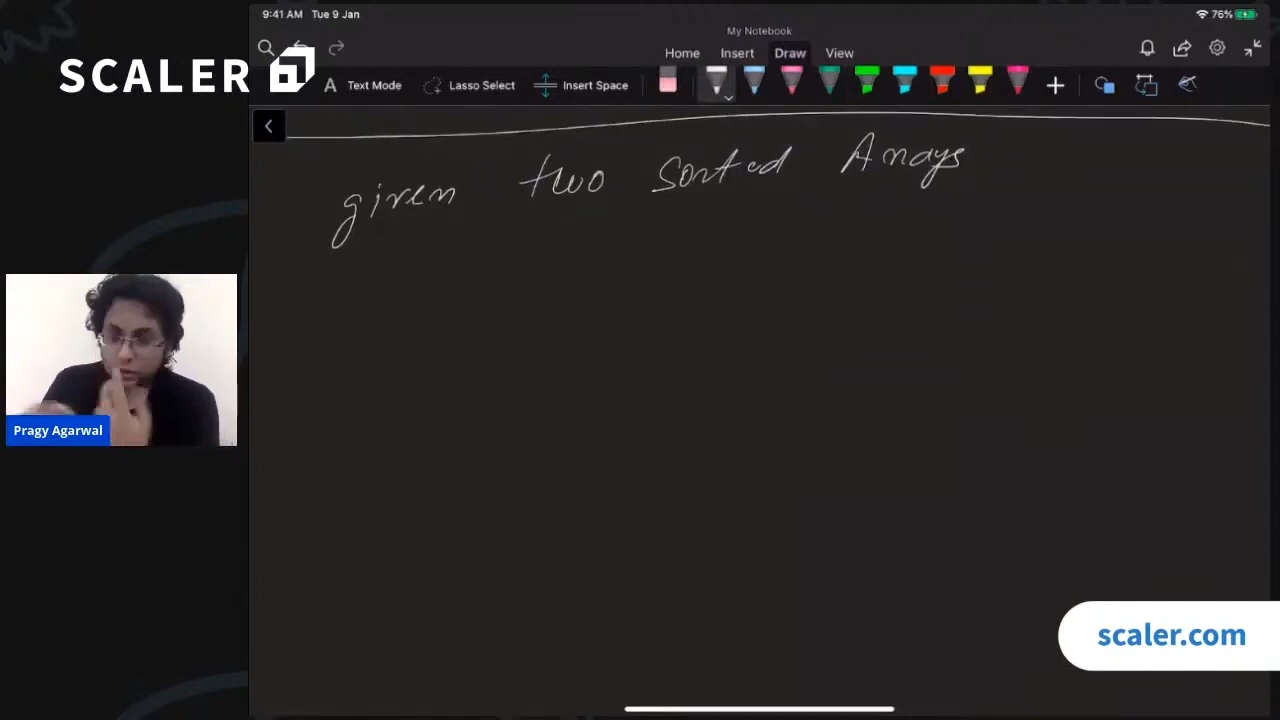 9:41 AM Tue 9 Jan
76%
My Notebook
Home Insert Draw View
SCALER
A Text Mode Lasso Select Insert Space
given two sorted Arrays
Pragy Agarwal
scaler.com